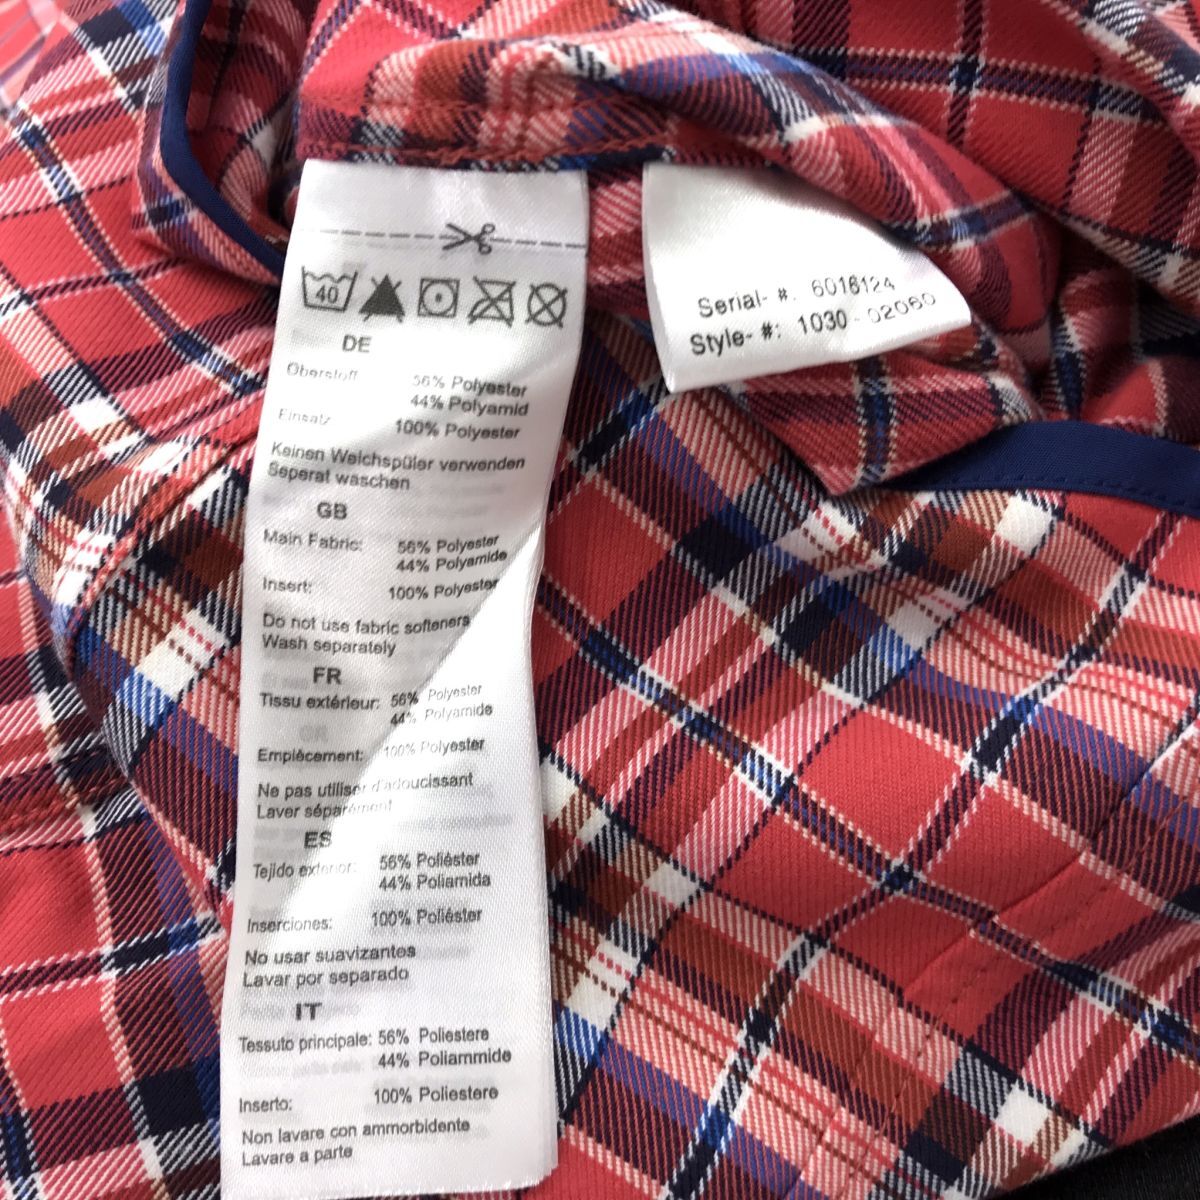 40
DE
Oberstoff 56% Polyester
44% Polyamid
Einsatz 100% Polyester
Keinen Weichspüler verwenden
Seperat waschen
GB
Main Fabric: 56% Polyester
44% Polyamide
Insert: 100% Polyester
Do not use fabric softeners
Wash separately
FR
Tissu extérieur: 56% Polyester
44% Polyamide
Emplècement: 100% Polyester
Ne pas utiliser d'adoucissant
Laver séparément
ES
Tejido exterior: 56% Poliéster
44% Poliamida
Inserciones: 100% Poliéster
No usar suavizantes
Lavar por separado
IT
Tessuto principale: 56% Poliestere
44% Poliammide
Inserto: 100% Poliestere
Non lavare con ammorbidente
Lavare a parte
Serial- #: 6016124
Style- #: 1030 - 02060